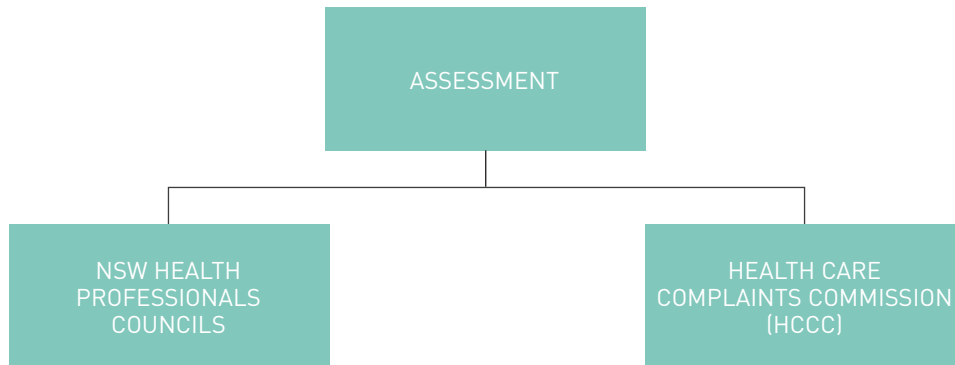 ASSESSMENT
NSW HEALTH
PROFESSIONALS
COUNCILS
HEALTH CARE
COMPLAINTS COMMISSION
(HCCC)